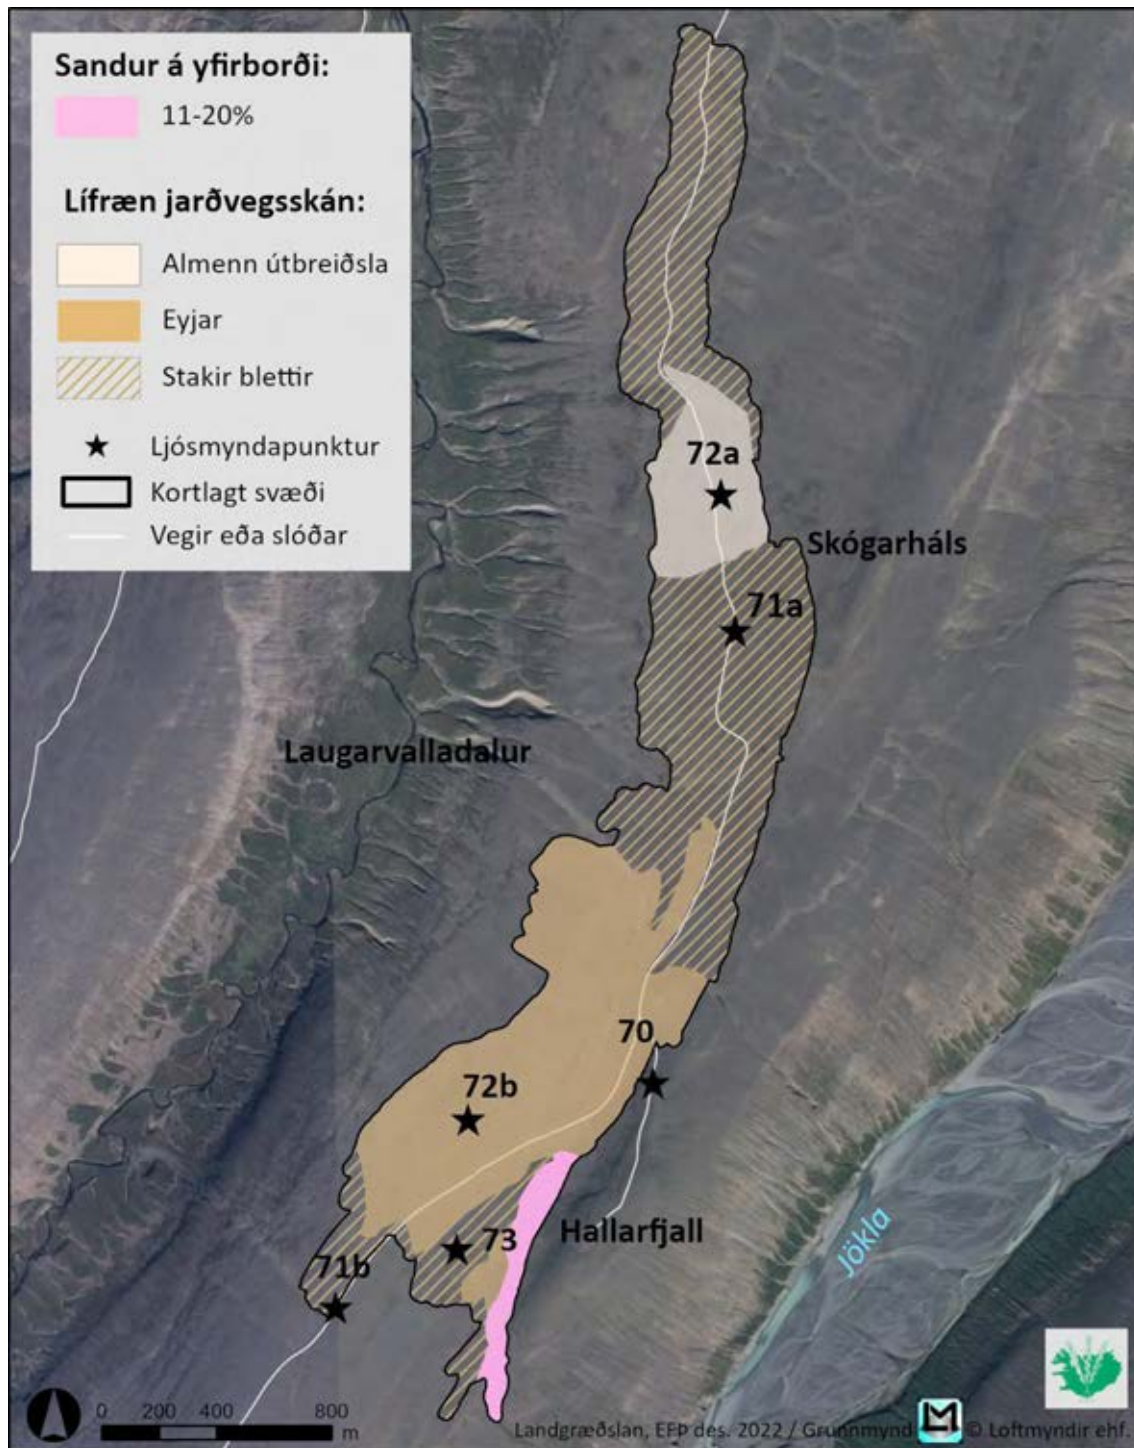 Sandur á yfirborði:
11-20%
Lífræn jarðvegsskán:
Almenn útbreiðsla
Eyjar
Stakir blettir
Ljósmyndapunktur
Kortlagt svæði
Vegir eða slóðar
72a
Skógarháls
71a
Laugarvalladalur
70
72b
Hallarfjall
73
71b
Jökla
0 200 400 800
m
Landgræðslan, EFÞ des. 2022 / Grunnmynd © Loftmyndir ehf.